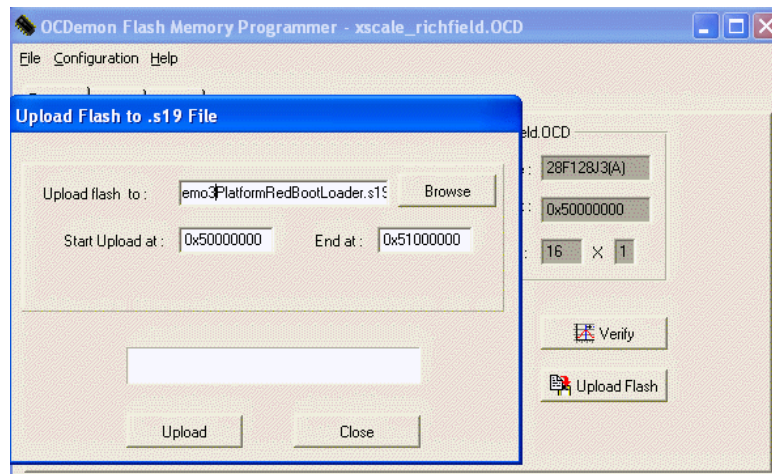 OCDemon Flash Memory Programmer - xscale_richfield.OCD
File Configuration Help
Upload Flash to .s19 File
eld.OCD
28F128J3(A)
Upload flash to : emo3PlatformRedBootLoader.s19 Browse
0x50000000
Start Upload at : 0x50000000 End at : 0x51000000
16 X 1
Verify
Upload Flash
Upload Close